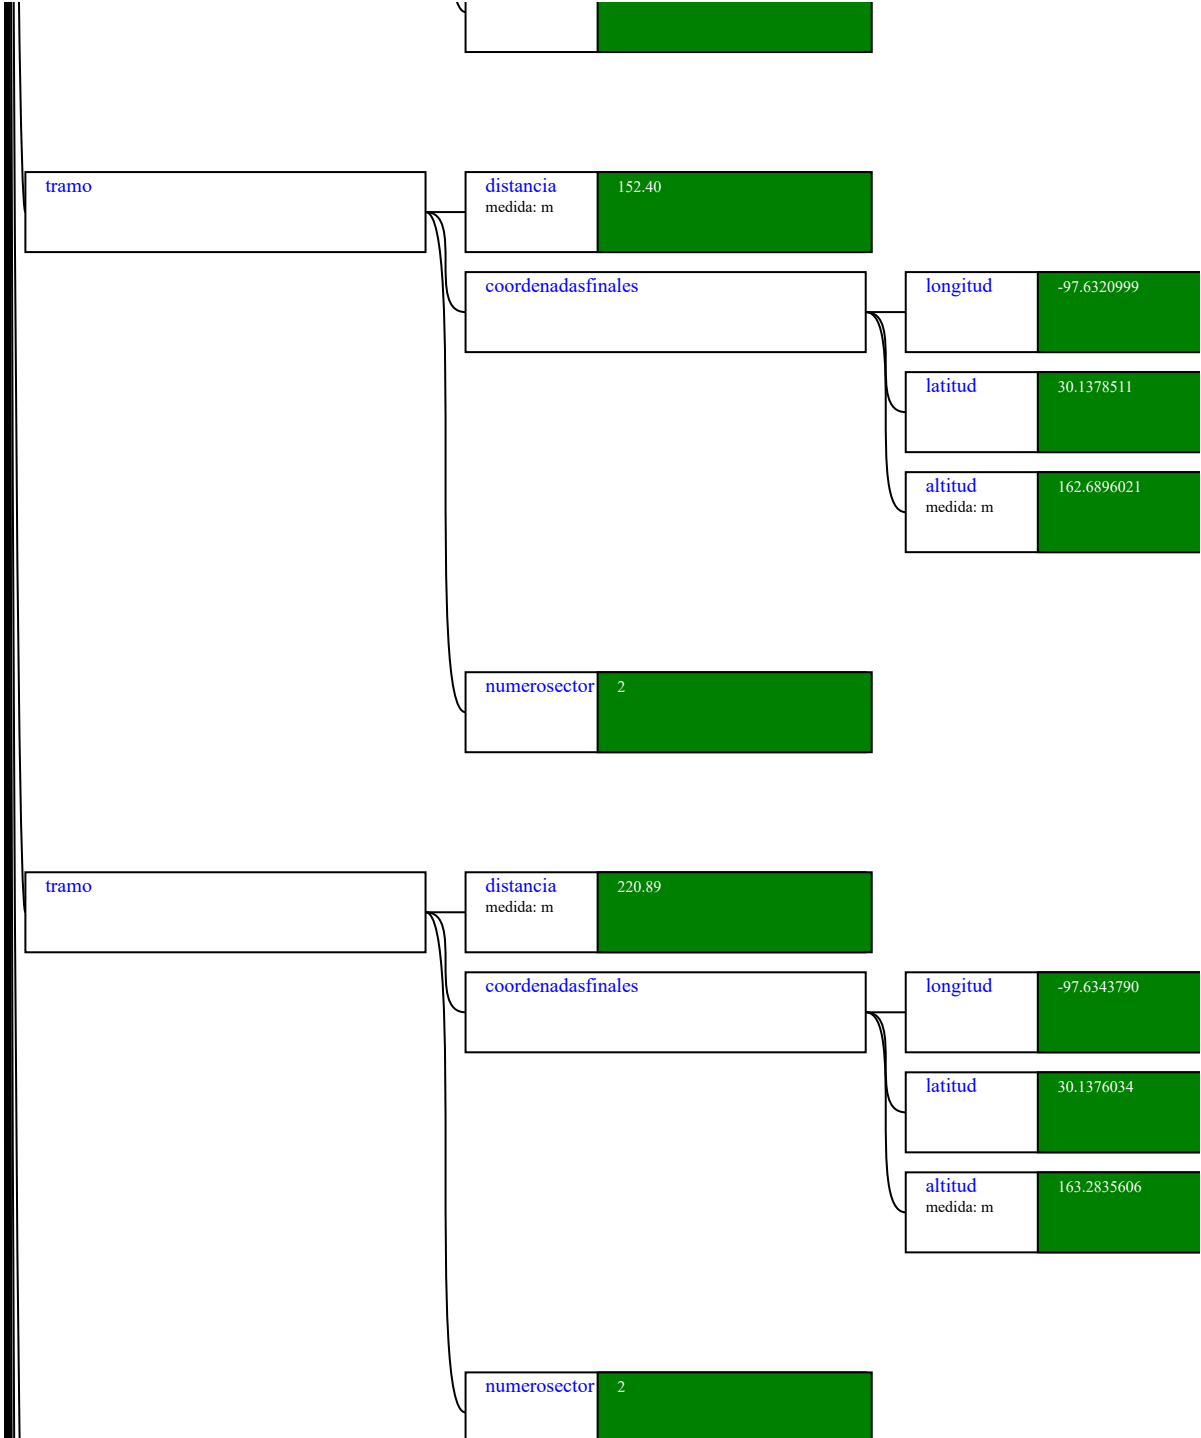 tramo
distancia
medida: m
152.40
coordenadasfinales
longitud
-97.6320999
latitud
30.1378511
altitud
medida: m
162.6896021
numerosector
2
tramo
distancia
medida: m
220.89
coordenadasfinales
longitud
-97.6343790
latitud
30.1376034
altitud
medida: m
163.2835606
numerosector
2